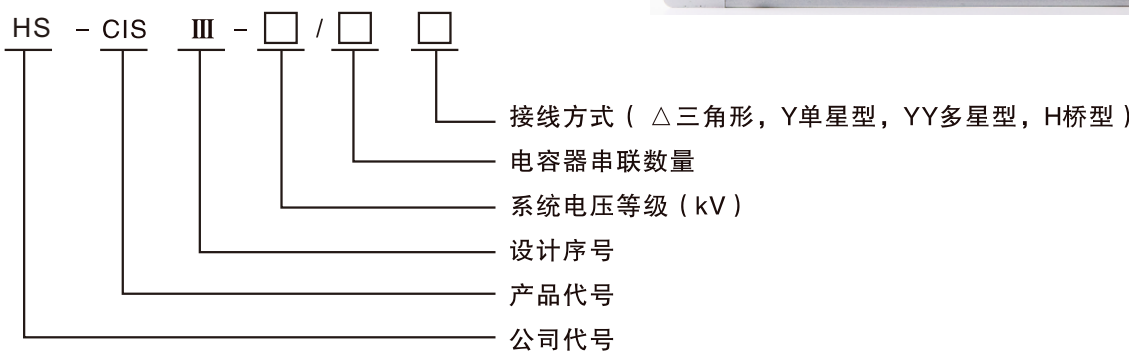 HS - CIS Ⅲ - □ / □ □
接线方式（ △三角形，Y单星型，YY多星型，H桥型）
电容器串联数量
系统电压等级（kV）
设计序号
产品代号
公司代号